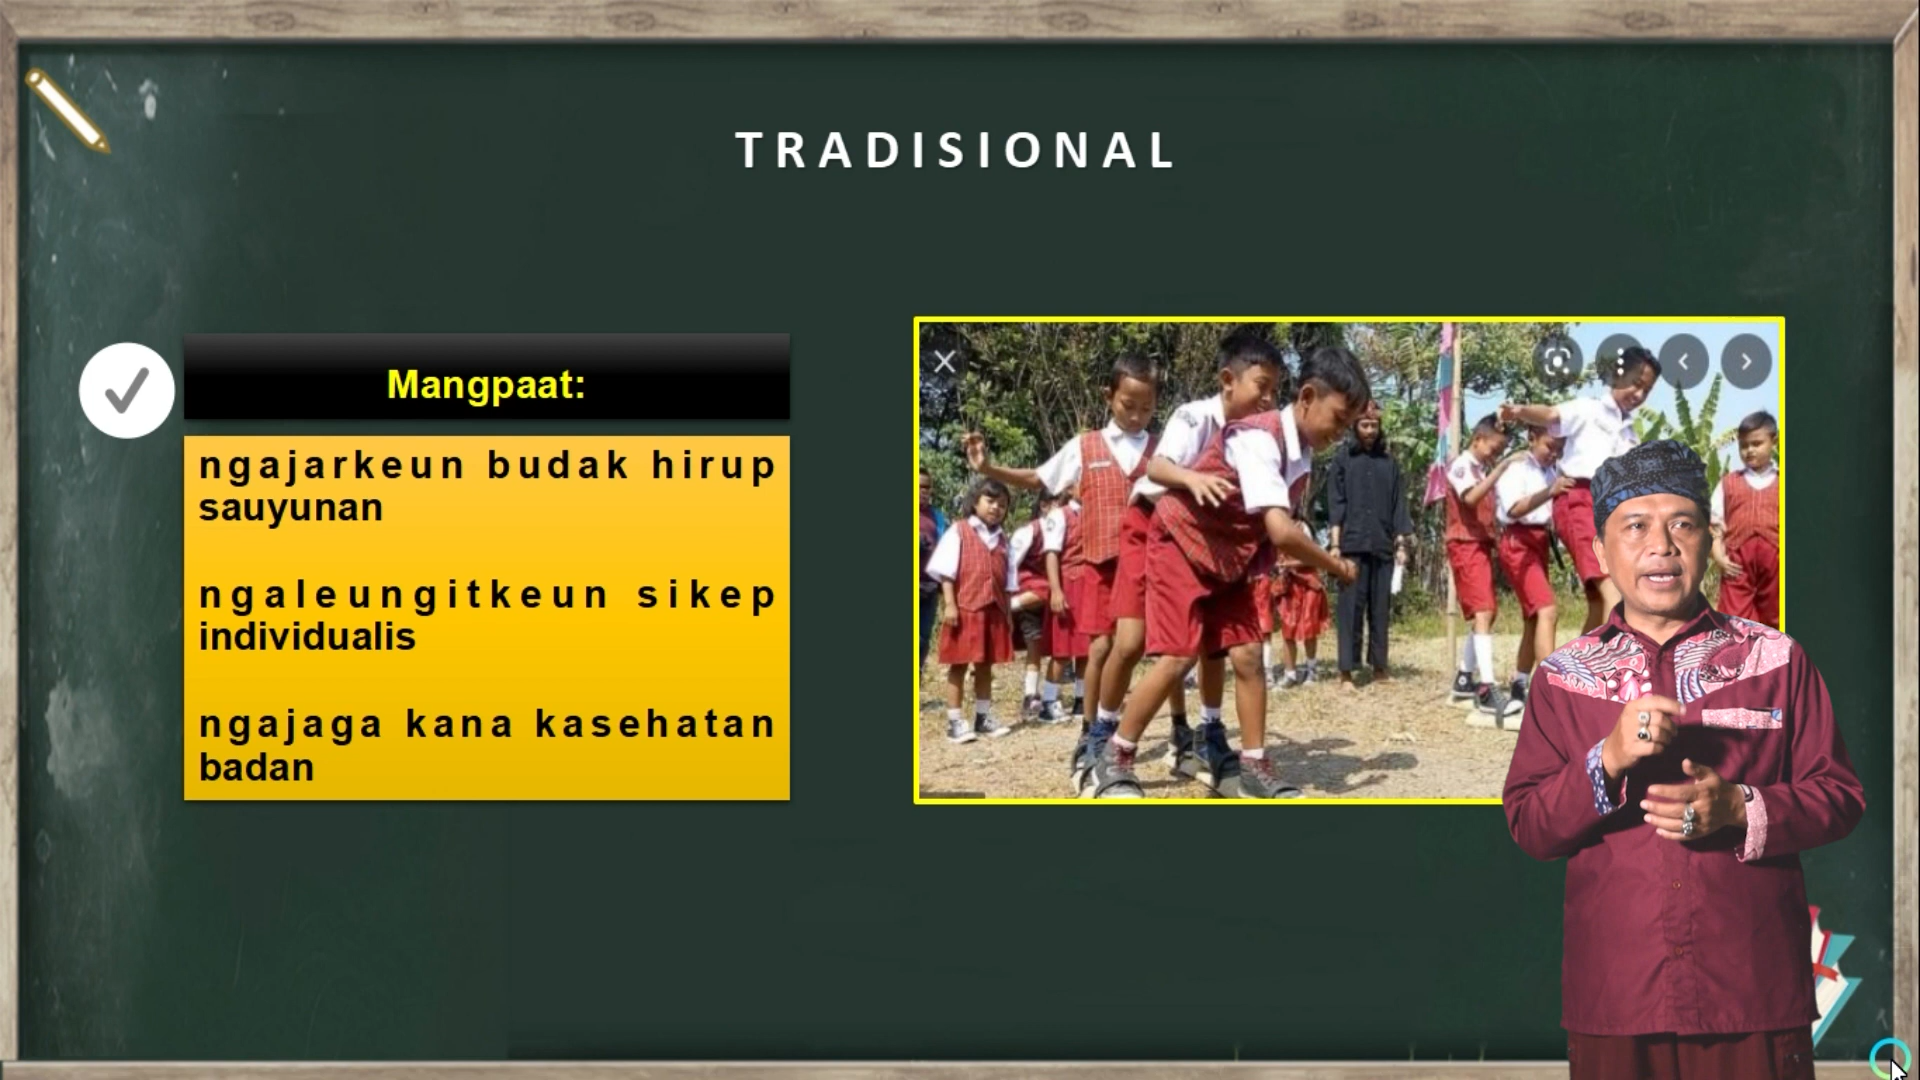 TRADISIONAL
Mangpaat:
ngajarkeun budak hirup
sauyunan
ngaleungitkeun sikep
individualis
ngajaga kana kasehatan
badan